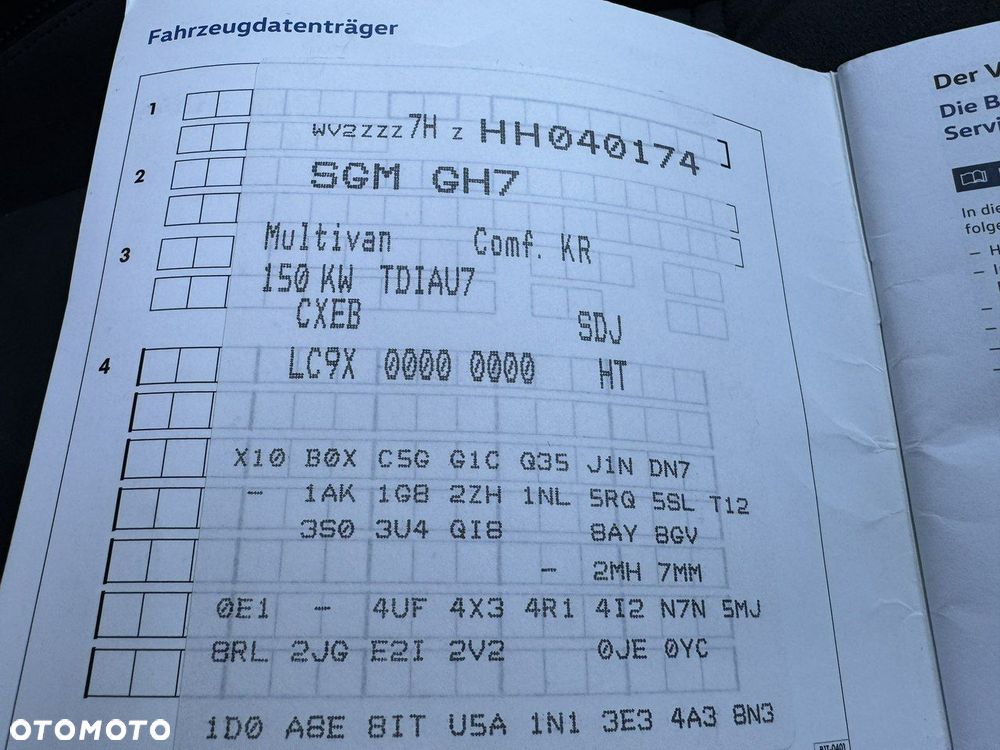 Fahrzeugdatenträger
1
WV2ZZZ 7H Z HH040174
2 SGM GH7
3 Multivan Comf. KR
150 KW TDIAU7
CXEB SDJ
4 LC9X 0000 0000 HT
X10 B0X C5G G1C Q35 J1N DN7
- 1AK 1G8 2ZH 1NL 5RQ 5SL T12
3S0 3U4 QI8 8AY 8GV
- 2MH 7MM
0E1 - 4UF 4X3 4R1 4I2 N7N 5MJ
8RL 2JG E2I 2V2 0JE 0YC
1D0 A8E 8IT U5A 1N1 3E3 4A3 8N3
Der
Die
Servi
In die
folge
OTOMOTO